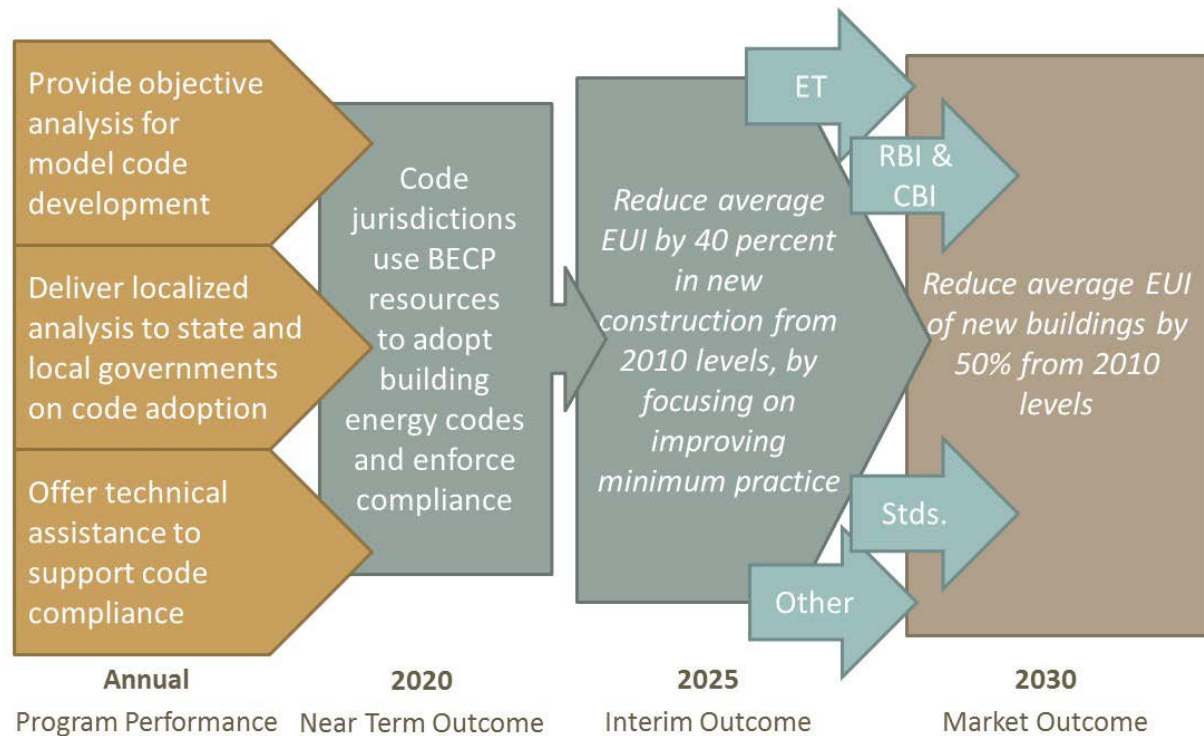 Provide objective
analysis for
model code
development
Deliver localized
analysis to state and
local governments
on code adoption
Offer technical
assistance to
support code
compliance
Code
jurisdictions
use BECP
resources
to adopt
building
energy codes
and enforce
compliance
Reduce average
EUI by 40 percent
in new
construction from
2010 levels, by
focusing on
improving
minimum practice
ET
RBI &
CBI
Stds.
Other
Reduce average EUI
of new buildings by
50% from 2010
levels
Annual
Program Performance
2020
Near Term Outcome
2025
Interim Outcome
2030
Market Outcome